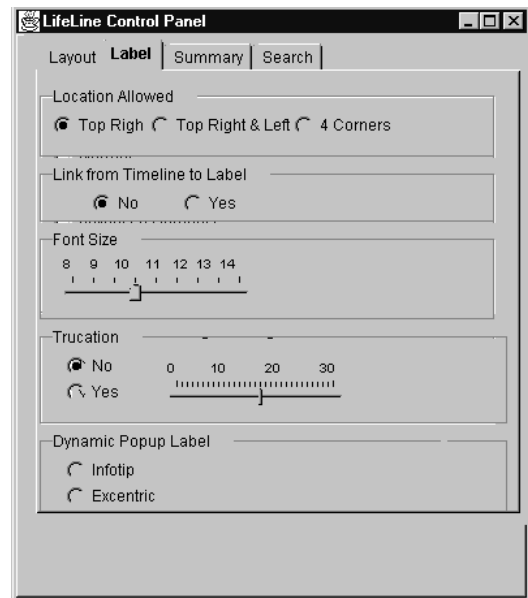 LifeLine Control Panel
Layout Label Summary Search
Location Allowed
Top Righ Top Right & Left 4 Corners
Link from Timeline to Label
No Yes
Font Size
8 9 10 11 12 13 14
Trucation
No
0 10 20 30
Yes
Dynamic Popup Label
Infotip
Excentric